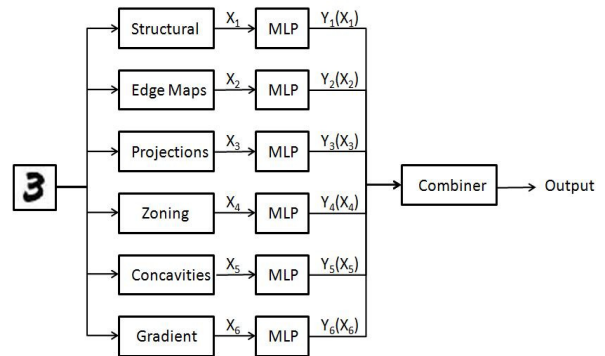 Structural X₁ MLP Y₁(X₁)
Edge Maps X₂ MLP Y₂(X₂)
Projections X₃ MLP Y₃(X₃)
3 Combiner Output
Zoning X₄ MLP Y₄(X₄)
Concavities X₅ MLP Y₅(X₅)
Gradient X₆ MLP Y₆(X₆)